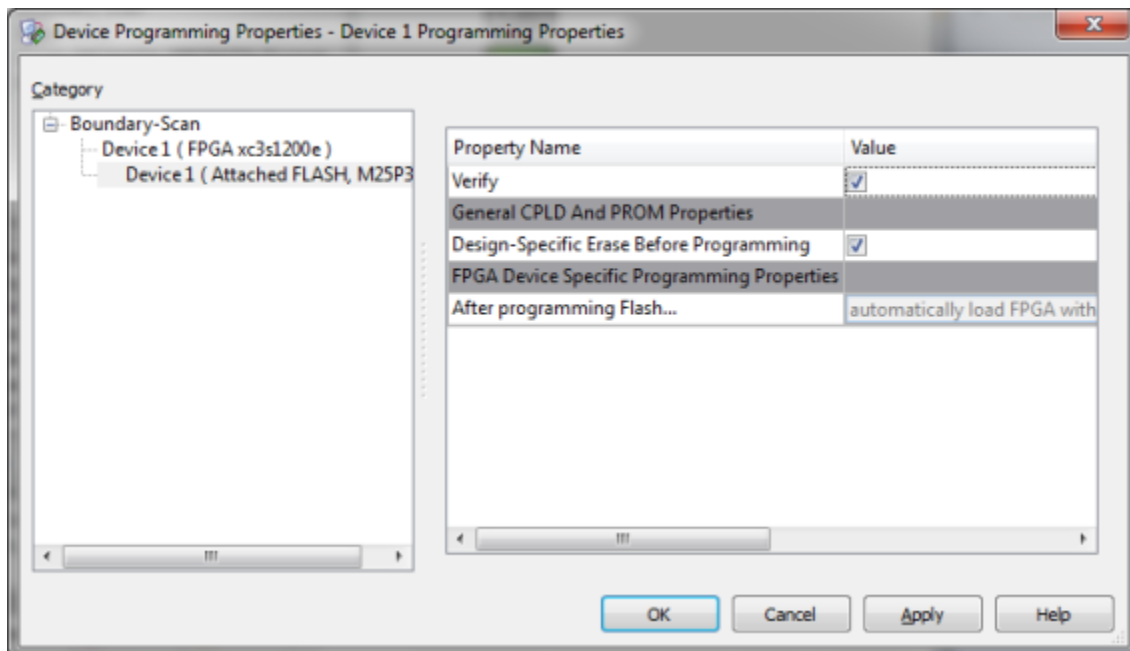 Device Programming Properties - Device 1 Programming Properties
Category
Boundary-Scan
Device 1 ( FPGA xc3s1200e )
Device 1 ( Attached FLASH, M25P3
Property Name Value
Verify
General CPLD And PROM Properties
Design-Specific Erase Before Programming
FPGA Device Specific Programming Properties
After programming Flash... automatically load FPGA with
OK Cancel Apply Help